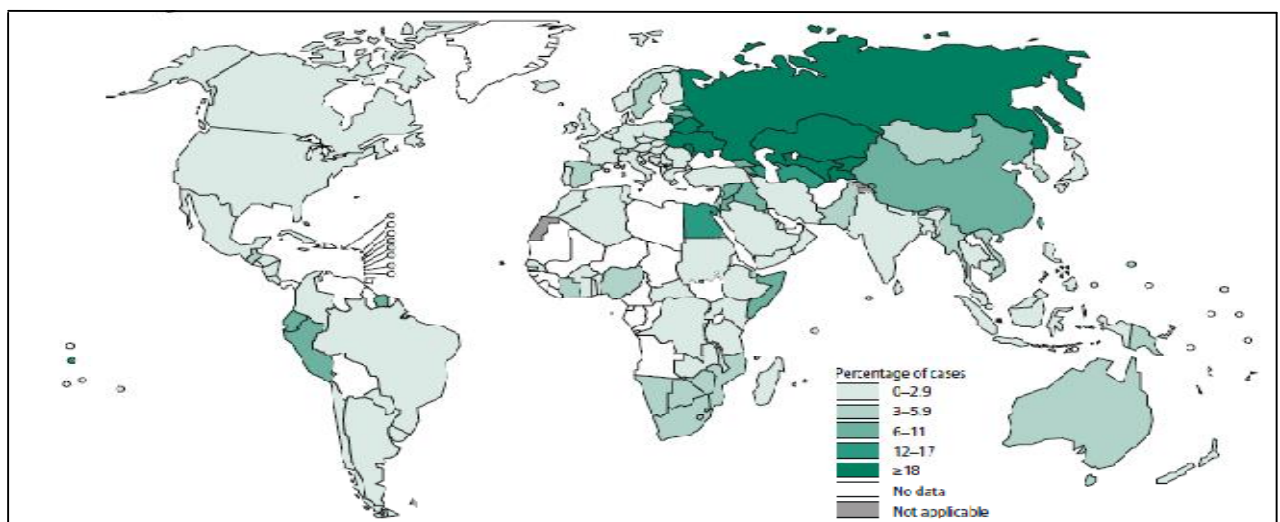 Percentage of cases
0–2.9
3–5.9
6–11
12–17
≥18
No data
Not applicable